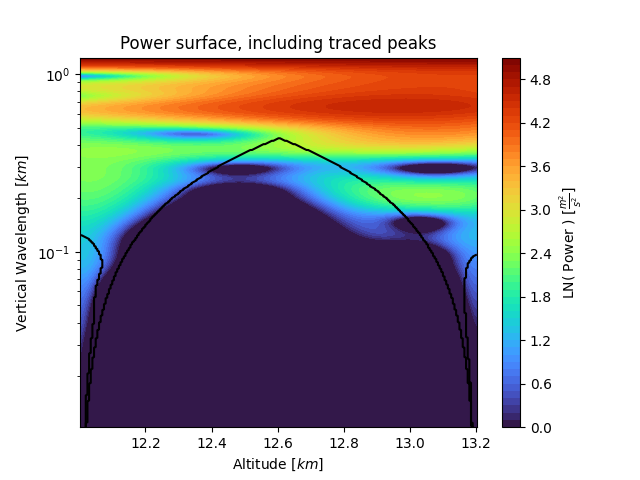 Power surface, including traced peaks
10⁰
10⁻¹
Vertical Wavelength [km]
12.2 12.4 12.6 12.8 13.0 13.2
Altitude [km]
4.8
4.2
3.6
3.0
2.4
1.8
1.2
0.6
0.0
LN( Power ) [m²/s²]